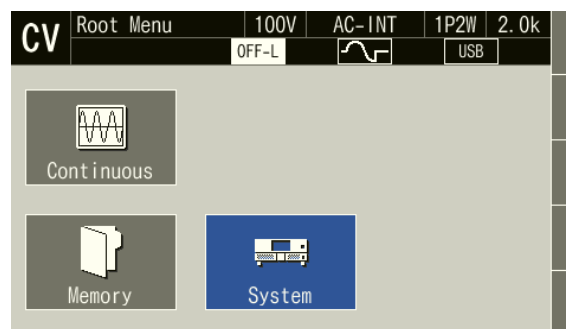 CV Root Menu 100V AC-INT 1P2W 2.0k
OFF-L USB
Continuous
Memory System